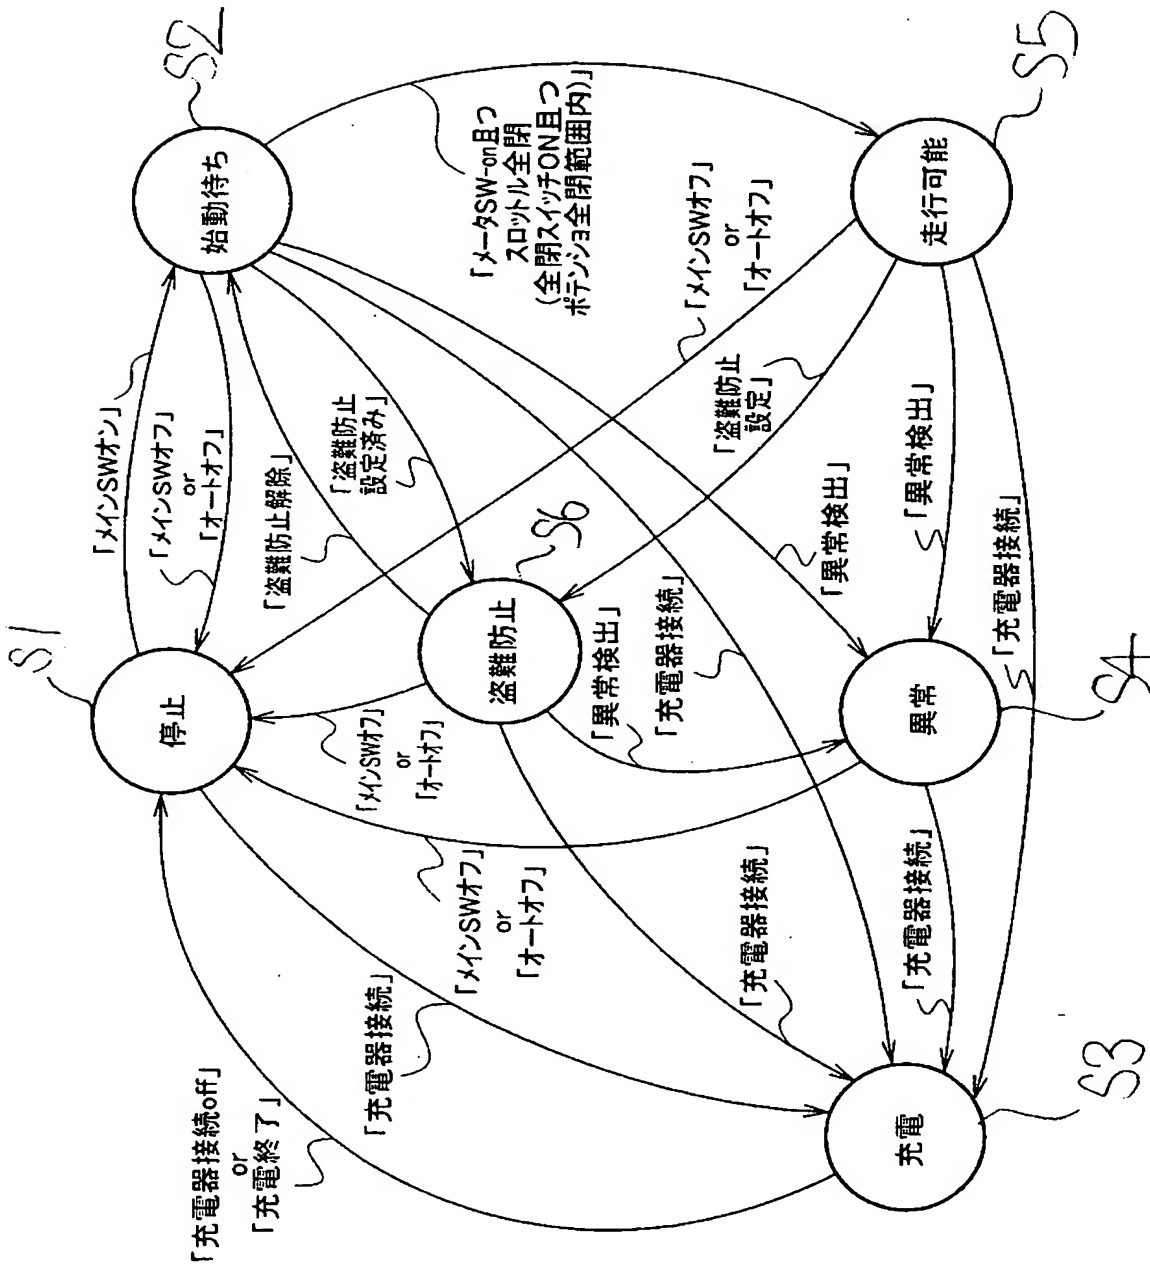 S1
停止
「メインSWオン」
「メインSWオフ」
or
「オートオフ」
S2
始動待ち
「盗難防止解除」
「盗難防止
設定済み」
「メータSW-on且つ
スロットル全閉
(全閉スイッチON且つ
ポテンショ全閉範囲内)」
「メインSWオフ」
or
「オートオフ」
「盗難防止
設定」
S6
盗難防止
「メインSWオフ」
or
「オートオフ」
「異常検出」
「充電器接続」
「異常検出」
「異常検出」
「充電器接続」
S5
走行可能
S4
異常
「メインSWオフ」
or
「オートオフ」
「充電器接続」
「充電器接続」
「充電器接続」
「充電器接続off」
or
「充電終了」
S3
充電